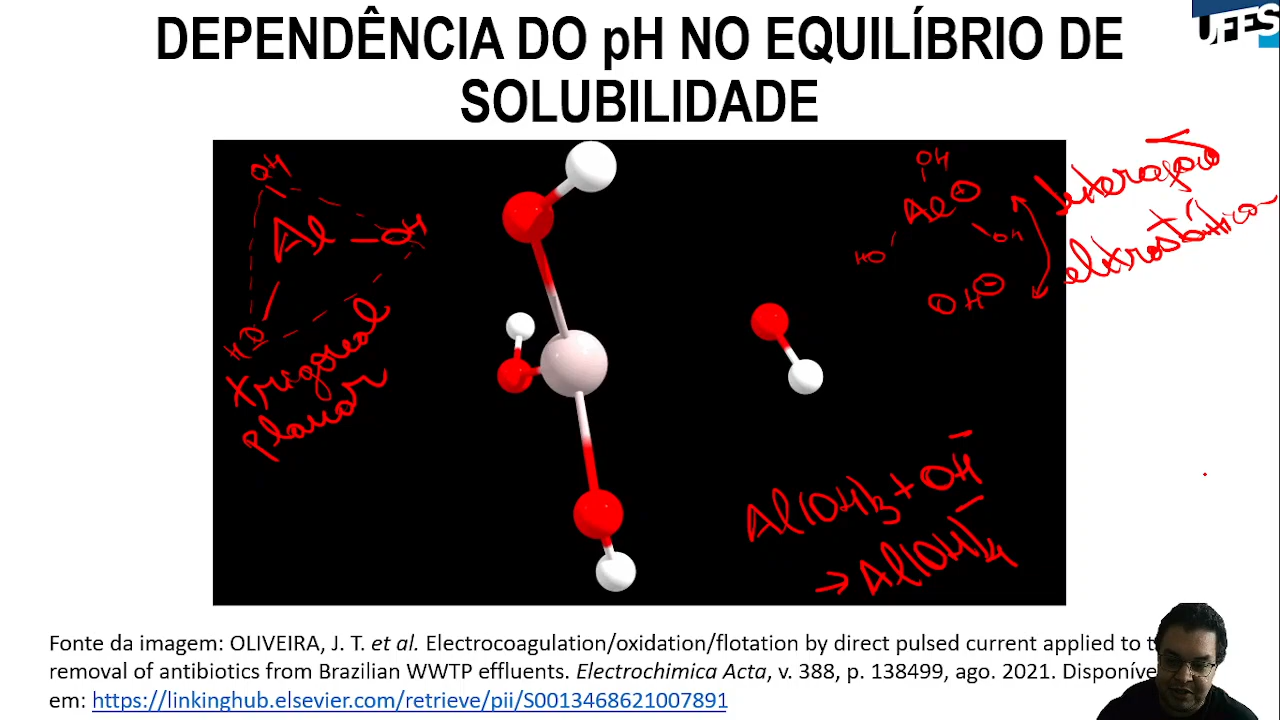 DEPENDÊNCIA DO pH NO EQUILÍBRIO DE
SOLUBILIDADE
UFES
OH
Al — OH
HO
trigonal
planar
OH
Al⊕
OH
HO
OH⊖
Interação
eletrostática
Al(OH)3 + OH⁻
→ Al(OH)4⁻
Fonte da imagem: OLIVEIRA, J. T. et al. Electrocoagulation/oxidation/flotation by direct pulsed current applied to
removal of antibiotics from Brazilian WWTP effluents. Electrochimica Acta, v. 388, p. 138499, ago. 2021. Disponíve
em: https://linkinghub.elsevier.com/retrieve/pii/S0013468621007891